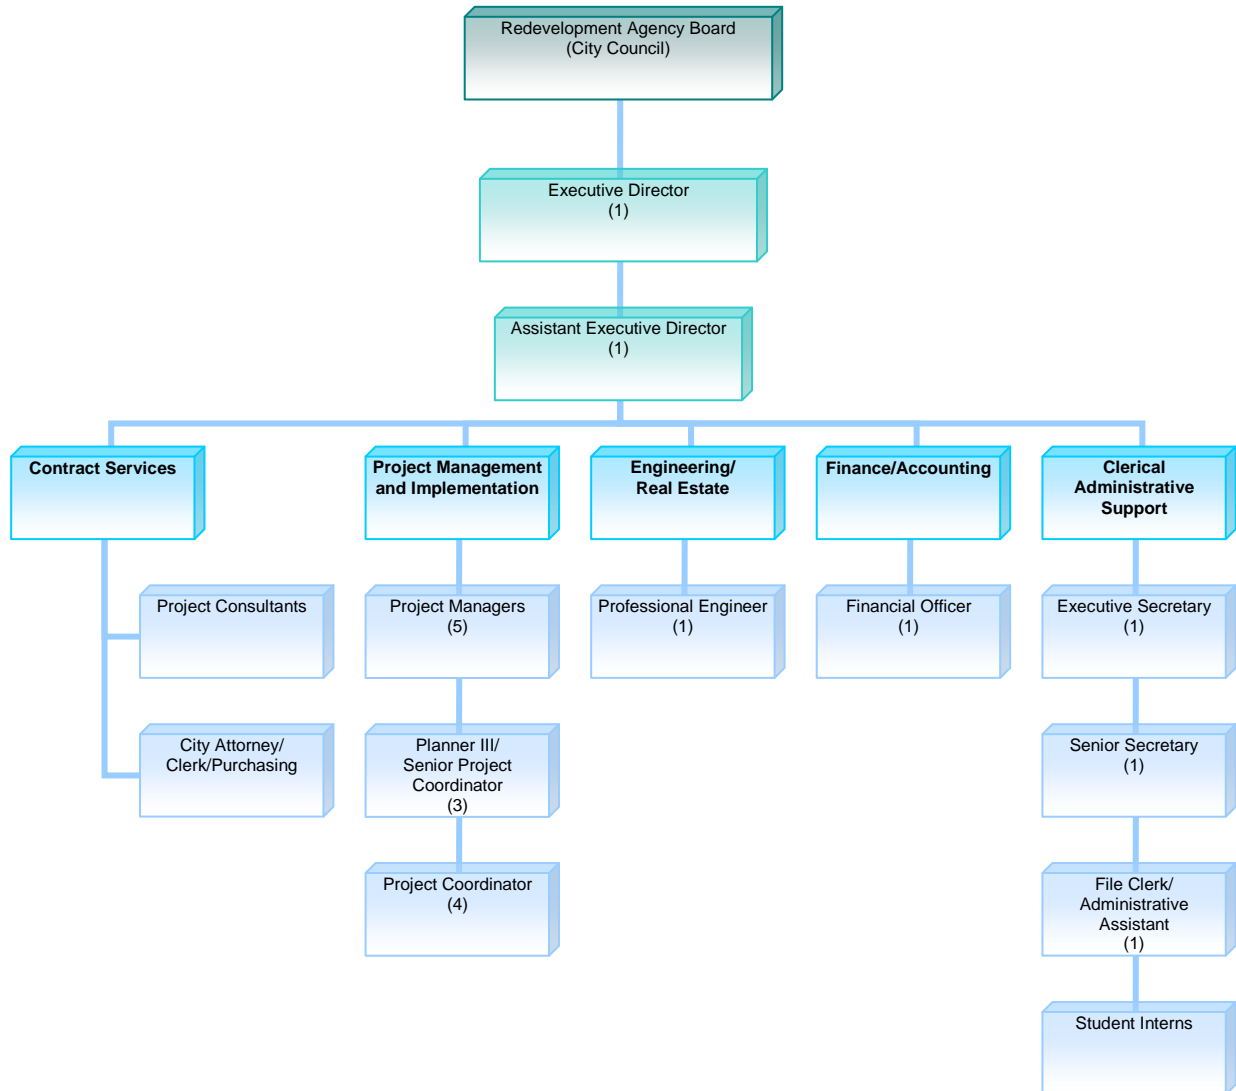 Redevelopment Agency Board
(City Council)
Executive Director
(1)
Assistant Executive Director
(1)
Contract Services
Project Management
and Implementation
Engineering/
Real Estate
Finance/Accounting
Clerical
Administrative
Support
Project Consultants
Project Managers
(5)
Professional Engineer
(1)
Financial Officer
(1)
Executive Secretary
(1)
City Attorney/
Clerk/Purchasing
Planner III/
Senior Project
Coordinator
(3)
Senior Secretary
(1)
Project Coordinator
(4)
File Clerk/
Administrative
Assistant
(1)
Student Interns